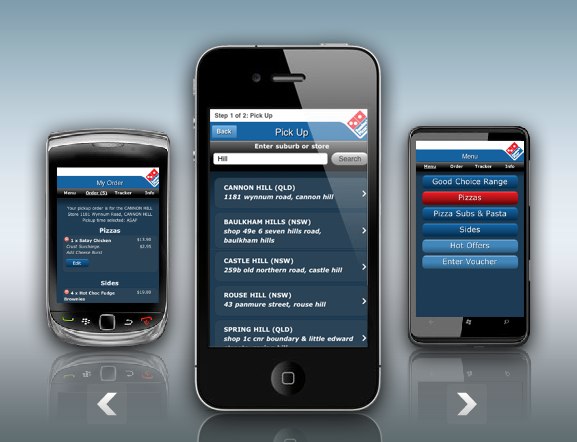 My Order
Menu Order (5) Tracker Info
Your pickup order is for the CANNON HILL
Store 1181 Wynnum Road, CANNON HILL
Pickup time selected: ASAP
Pizzas
1 x Satay Chicken $13.90
Crust Surcharge $2.95
Add Cheese Burst
Edit
Sides
4 x Hot Choc Fudge $19.80
Brownies
Step 1 of 2: Pick Up
Back Pick Up
Enter suburb or store
Hill Search
CANNON HILL (QLD)
1181 wynnum road, cannon hill
BAULKHAM HILLS (NSW)
shop 49e 6 seven hills road,
baulkham hills
CASTLE HILL (NSW)
259b old northern road, castle hill
ROUSE HILL (NSW)
43 panmure street, rouse hill
SPRING HILL (QLD)
shop 1c cnr boundary & little edward
Menu
Menu Order Tracker Info
Good Choice Range
Pizzas
Pizza Subs & Pasta
Sides
Hot Offers
Enter Voucher